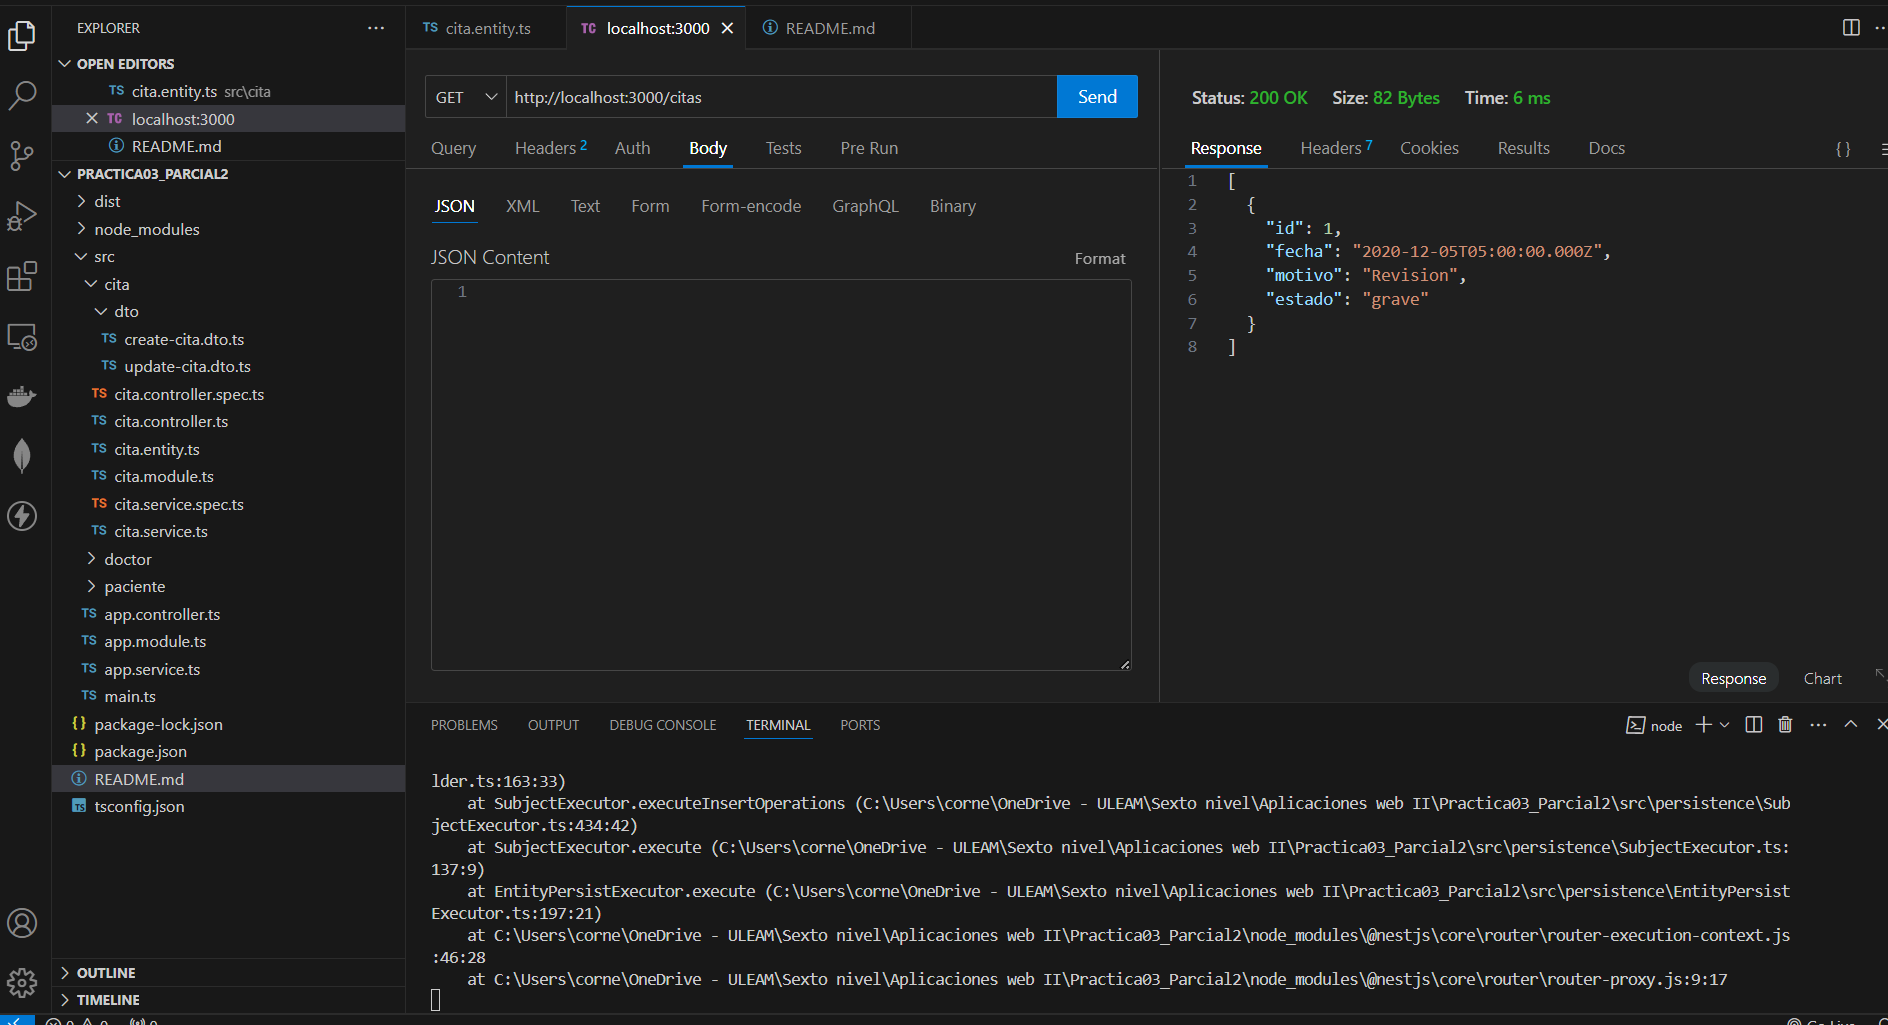 EXPLORER
OPEN EDITORS
TS cita.entity.ts src\cita
TC localhost:3000
README.md
PRACTICA03_PARCIAL2
dist
node_modules
src
cita
dto
TS create-cita.dto.ts
TS update-cita.dto.ts
TS cita.controller.spec.ts
TS cita.controller.ts
TS cita.entity.ts
TS cita.module.ts
TS cita.service.spec.ts
TS cita.service.ts
doctor
paciente
TS app.controller.ts
TS app.module.ts
TS app.service.ts
TS main.ts
{} package-lock.json
{} package.json
README.md
TS tsconfig.json
OUTLINE
TIMELINE
TS cita.entity.ts TC localhost:3000 README.md
GET http://localhost:3000/citas Send
Query Headers 2 Auth Body Tests Pre Run
JSON XML Text Form Form-encode GraphQL Binary
JSON Content Format
1
Status: 200 OK Size: 82 Bytes Time: 6 ms
Response Headers 7 Cookies Results Docs {}
1 [
2 {
3 "id": 1,
4 "fecha": "2020-12-05T05:00:00.000Z",
5 "motivo": "Revision",
6 "estado": "grave"
7 }
8 ]
Response Chart
PROBLEMS OUTPUT DEBUG CONSOLE TERMINAL PORTS node
lder.ts:163:33)
at SubjectExecutor.executeInsertOperations (C:\Users\corne\OneDrive - ULEAM\Sexto nivel\Aplicaciones web II\Practica03_Parcial2\src\persistence\Sub
jectExecutor.ts:434:42)
at SubjectExecutor.execute (C:\Users\corne\OneDrive - ULEAM\Sexto nivel\Aplicaciones web II\Practica03_Parcial2\src\persistence\SubjectExecutor.ts:
137:9)
at EntityPersistExecutor.execute (C:\Users\corne\OneDrive - ULEAM\Sexto nivel\Aplicaciones web II\Practica03_Parcial2\src\persistence\EntityPersist
Executor.ts:197:21)
at C:\Users\corne\OneDrive - ULEAM\Sexto nivel\Aplicaciones web II\Practica03_Parcial2\node_modules\@nestjs\core\router\router-execution-context.js
:46:28
at C:\Users\corne\OneDrive - ULEAM\Sexto nivel\Aplicaciones web II\Practica03_Parcial2\node_modules\@nestjs\core\router\router-proxy.js:9:17